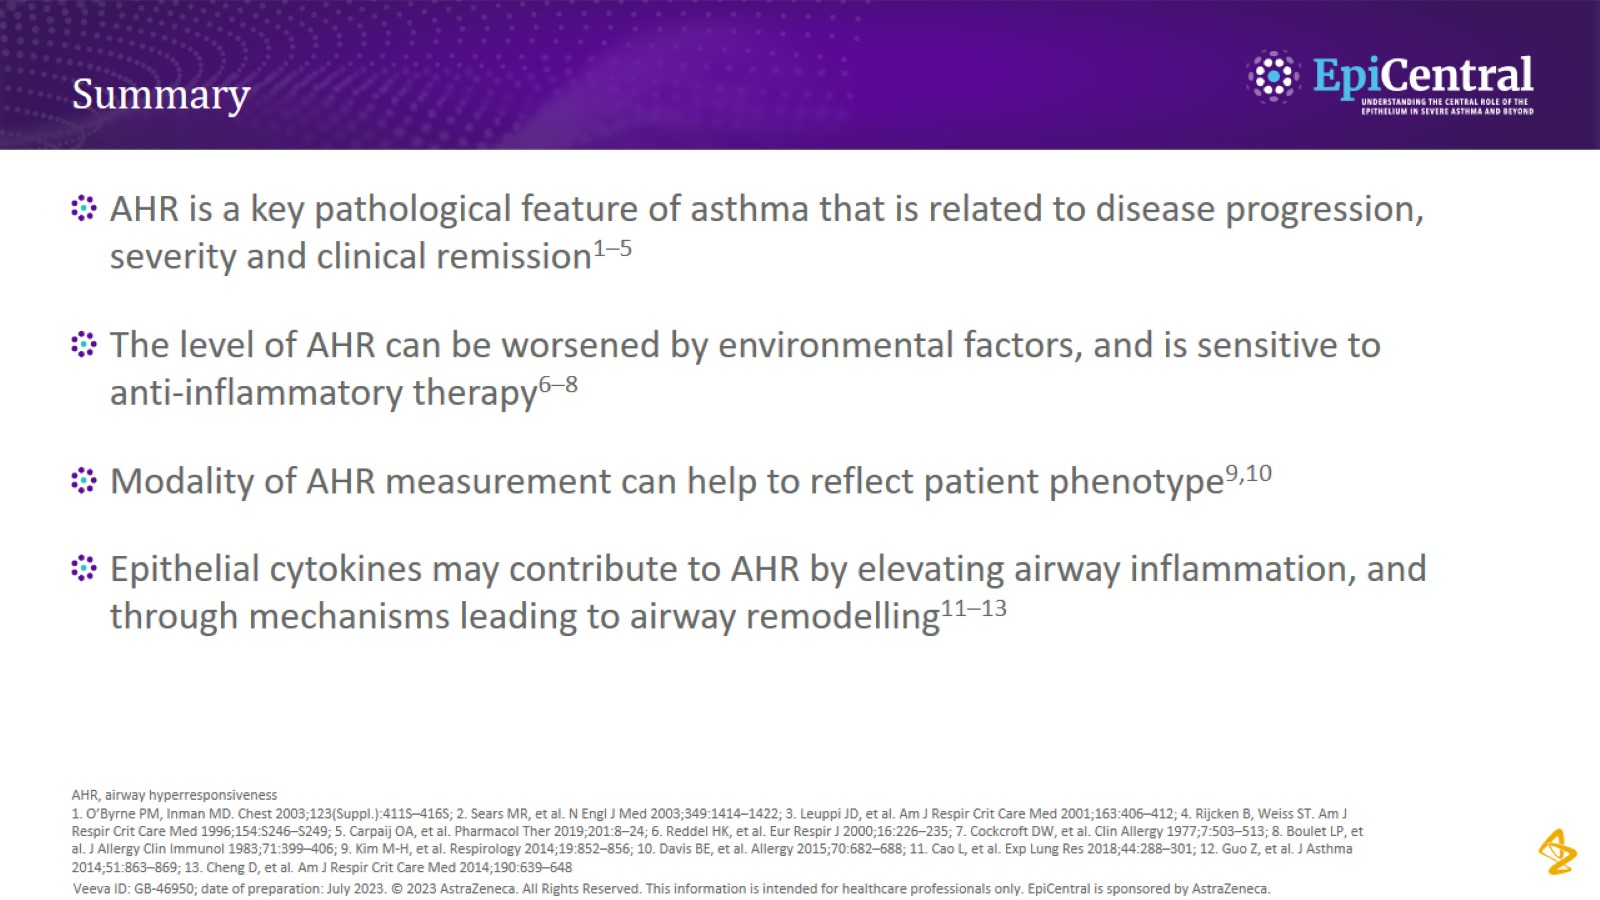 Summary
EpiCentral
UNDERSTANDING THE CENTRAL ROLE OF THE
EPITHELIUM IN SEVERE ASTHMA AND BEYOND
AHR is a key pathological feature of asthma that is related to disease progression,
severity and clinical remission1–5
The level of AHR can be worsened by environmental factors, and is sensitive to
anti-inflammatory therapy6–8
Modality of AHR measurement can help to reflect patient phenotype9,10
Epithelial cytokines may contribute to AHR by elevating airway inflammation, and
through mechanisms leading to airway remodelling11–13
AHR, airway hyperresponsiveness
1. O’Byrne PM, Inman MD. Chest 2003;123(Suppl.):411S–416S; 2. Sears MR, et al. N Engl J Med 2003;349:1414–1422; 3. Leuppi JD, et al. Am J Respir Crit Care Med 2001;163:406–412; 4. Rijcken B, Weiss ST. Am J
Respir Crit Care Med 1996;154:S246–S249; 5. Carpaij OA, et al. Pharmacol Ther 2019;201:8–24; 6. Reddel HK, et al. Eur Respir J 2000;16:226–235; 7. Cockcroft DW, et al. Clin Allergy 1977;7:503–513; 8. Boulet LP, et
al. J Allergy Clin Immunol 1983;71:399–406; 9. Kim M-H, et al. Respirology 2014;19:852–856; 10. Davis BE, et al. Allergy 2015;70:682–688; 11. Cao L, et al. Exp Lung Res 2018;44:288–301; 12. Guo Z, et al. J Asthma
2014;51:863–869; 13. Cheng D, et al. Am J Respir Crit Care Med 2014;190:639–648
Veeva ID: GB-46950; date of preparation: July 2023. © 2023 AstraZeneca. All Rights Reserved. This information is intended for healthcare professionals only. EpiCentral is sponsored by AstraZeneca.